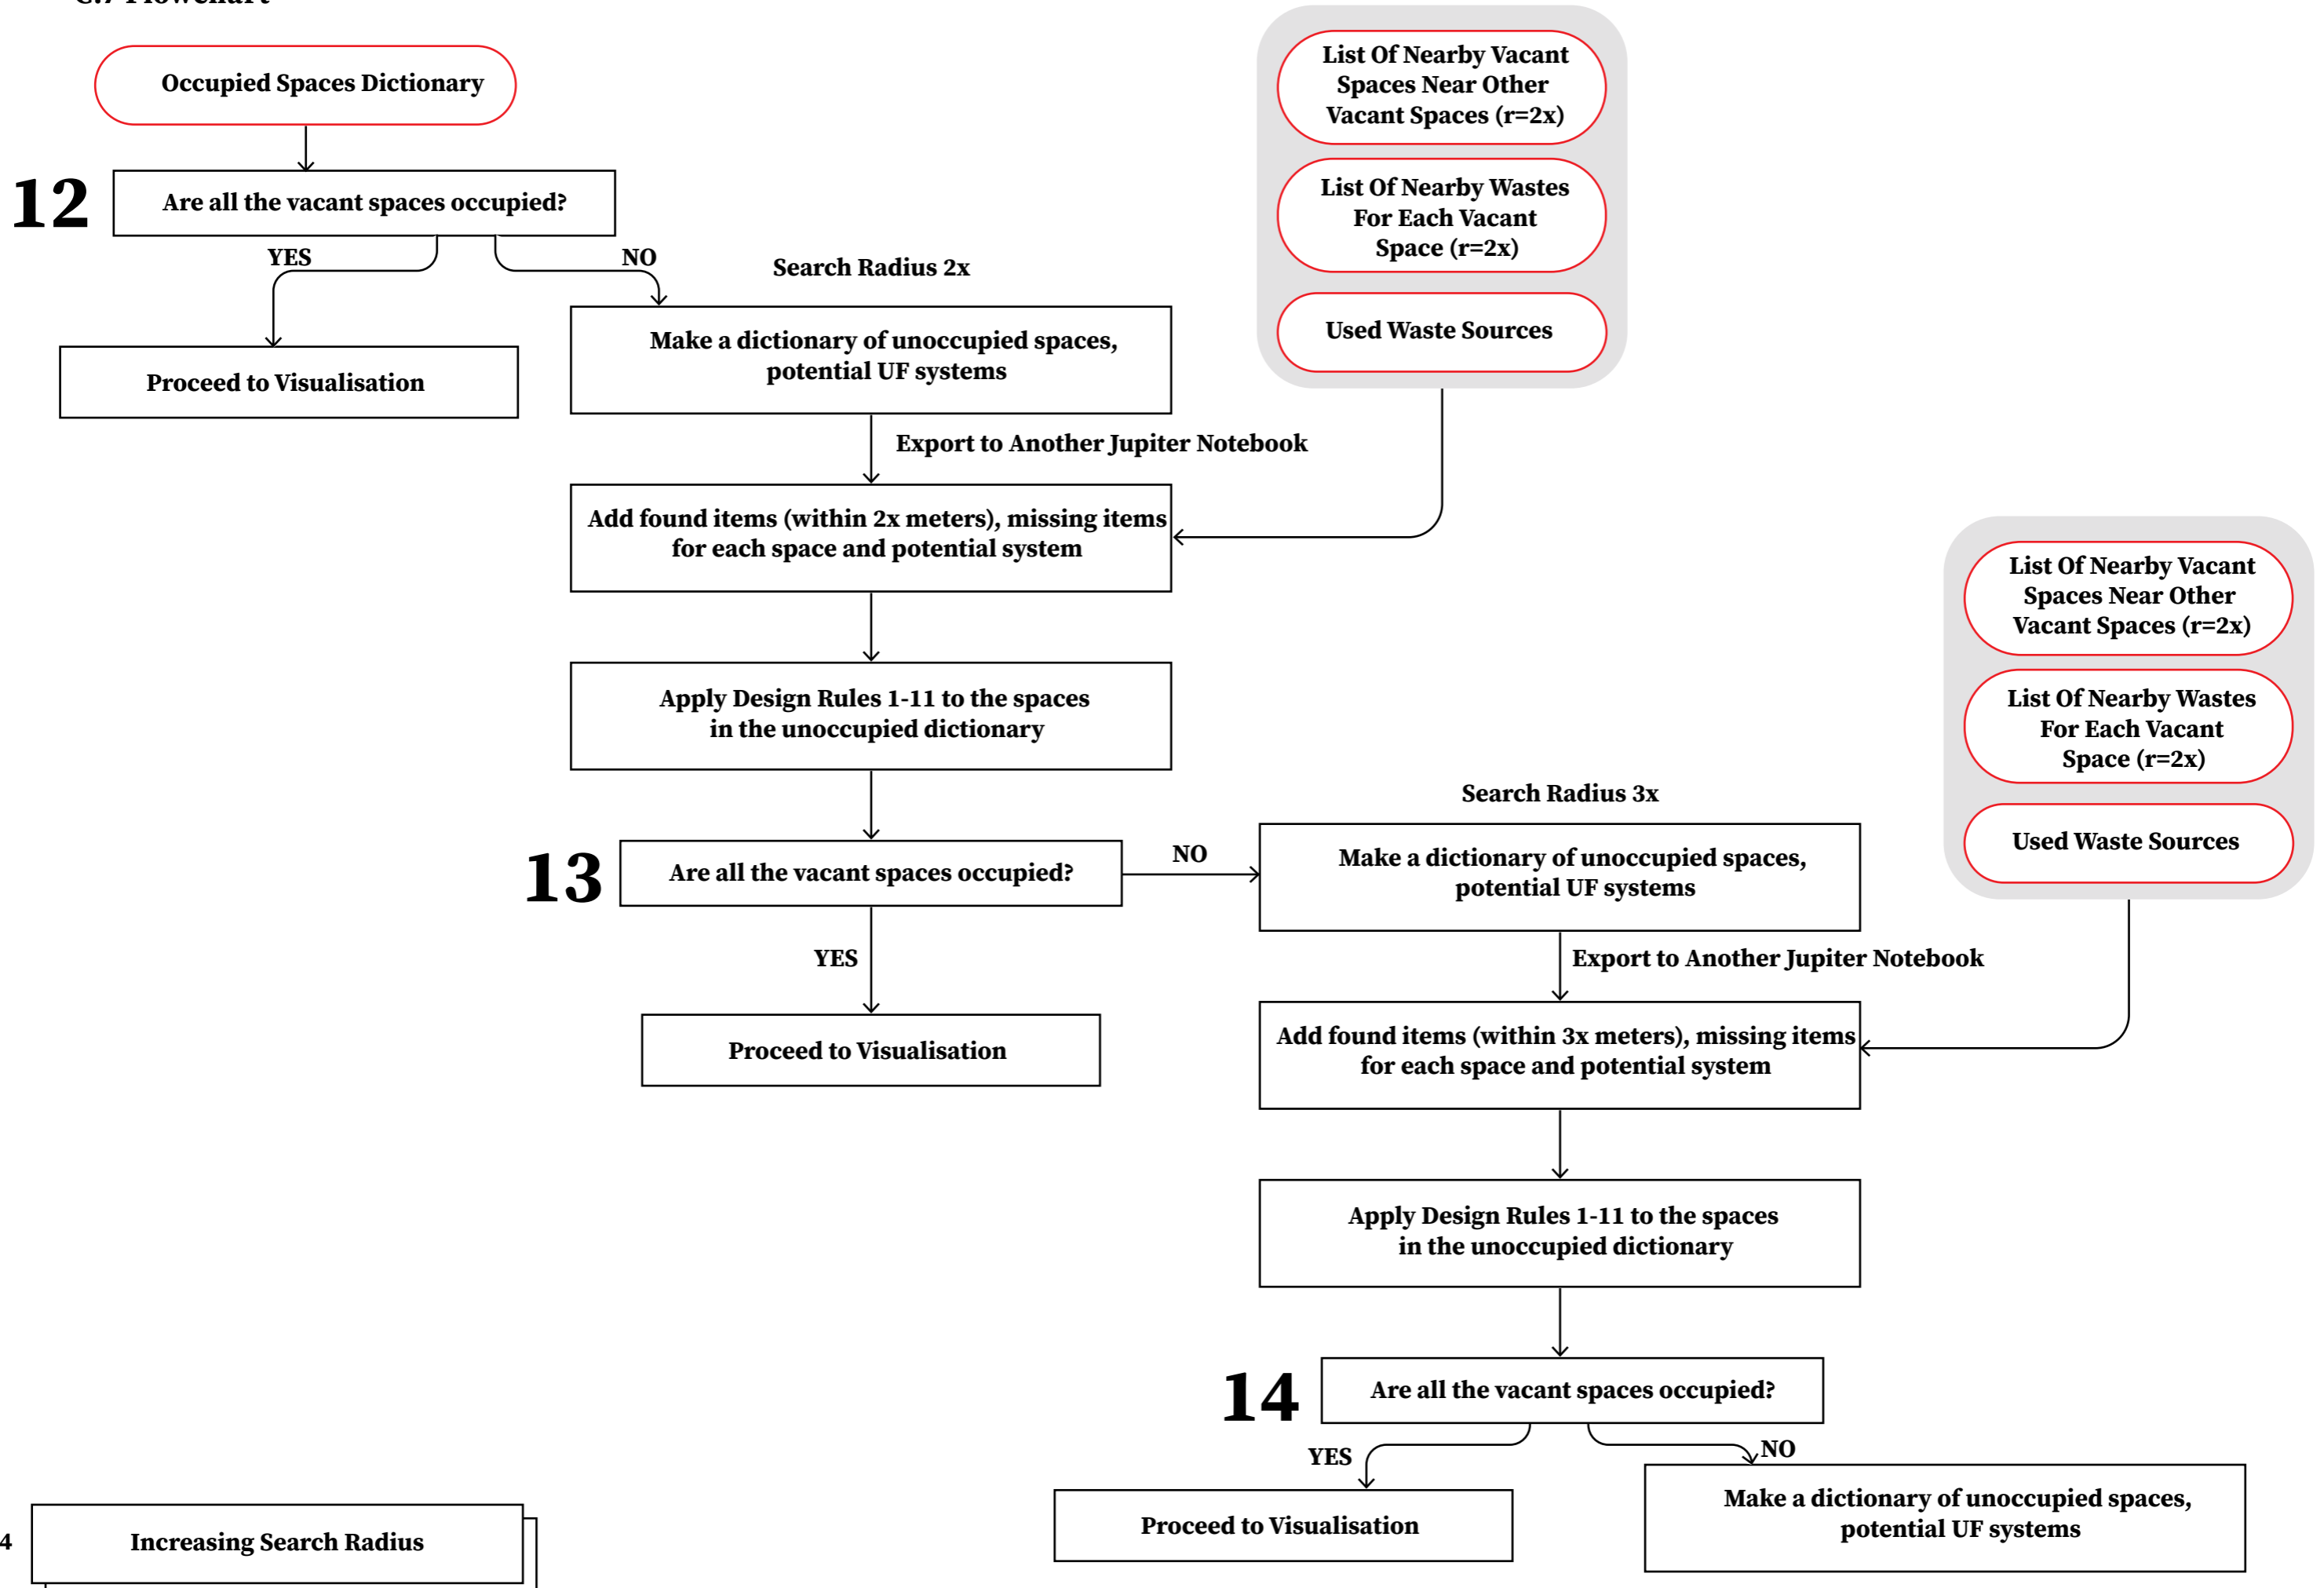 C.7 Flowchart
Occupied Spaces Dictionary
12
Are all the vacant spaces occupied?
YES
NO
Proceed to Visualisation
Search Radius 2x
Make a dictionary of unoccupied spaces,
potential UF systems
List Of Nearby Vacant
Spaces Near Other
Vacant Spaces (r=2x)
List Of Nearby Wastes
For Each Vacant
Space (r=2x)
Used Waste Sources
Export to Another Jupiter Notebook
Add found items (within 2x meters), missing items
for each space and potential system
Apply Design Rules 1-11 to the spaces
in the unoccupied dictionary
13
Are all the vacant spaces occupied?
NO
YES
Proceed to Visualisation
Search Radius 3x
Make a dictionary of unoccupied spaces,
potential UF systems
List Of Nearby Vacant
Spaces Near Other
Vacant Spaces (r=2x)
List Of Nearby Wastes
For Each Vacant
Space (r=2x)
Used Waste Sources
Export to Another Jupiter Notebook
Add found items (within 3x meters), missing items
for each space and potential system
Apply Design Rules 1-11 to the spaces
in the unoccupied dictionary
14
Are all the vacant spaces occupied?
YES
NO
Proceed to Visualisation
Make a dictionary of unoccupied spaces,
potential UF systems
4
Increasing Search Radius